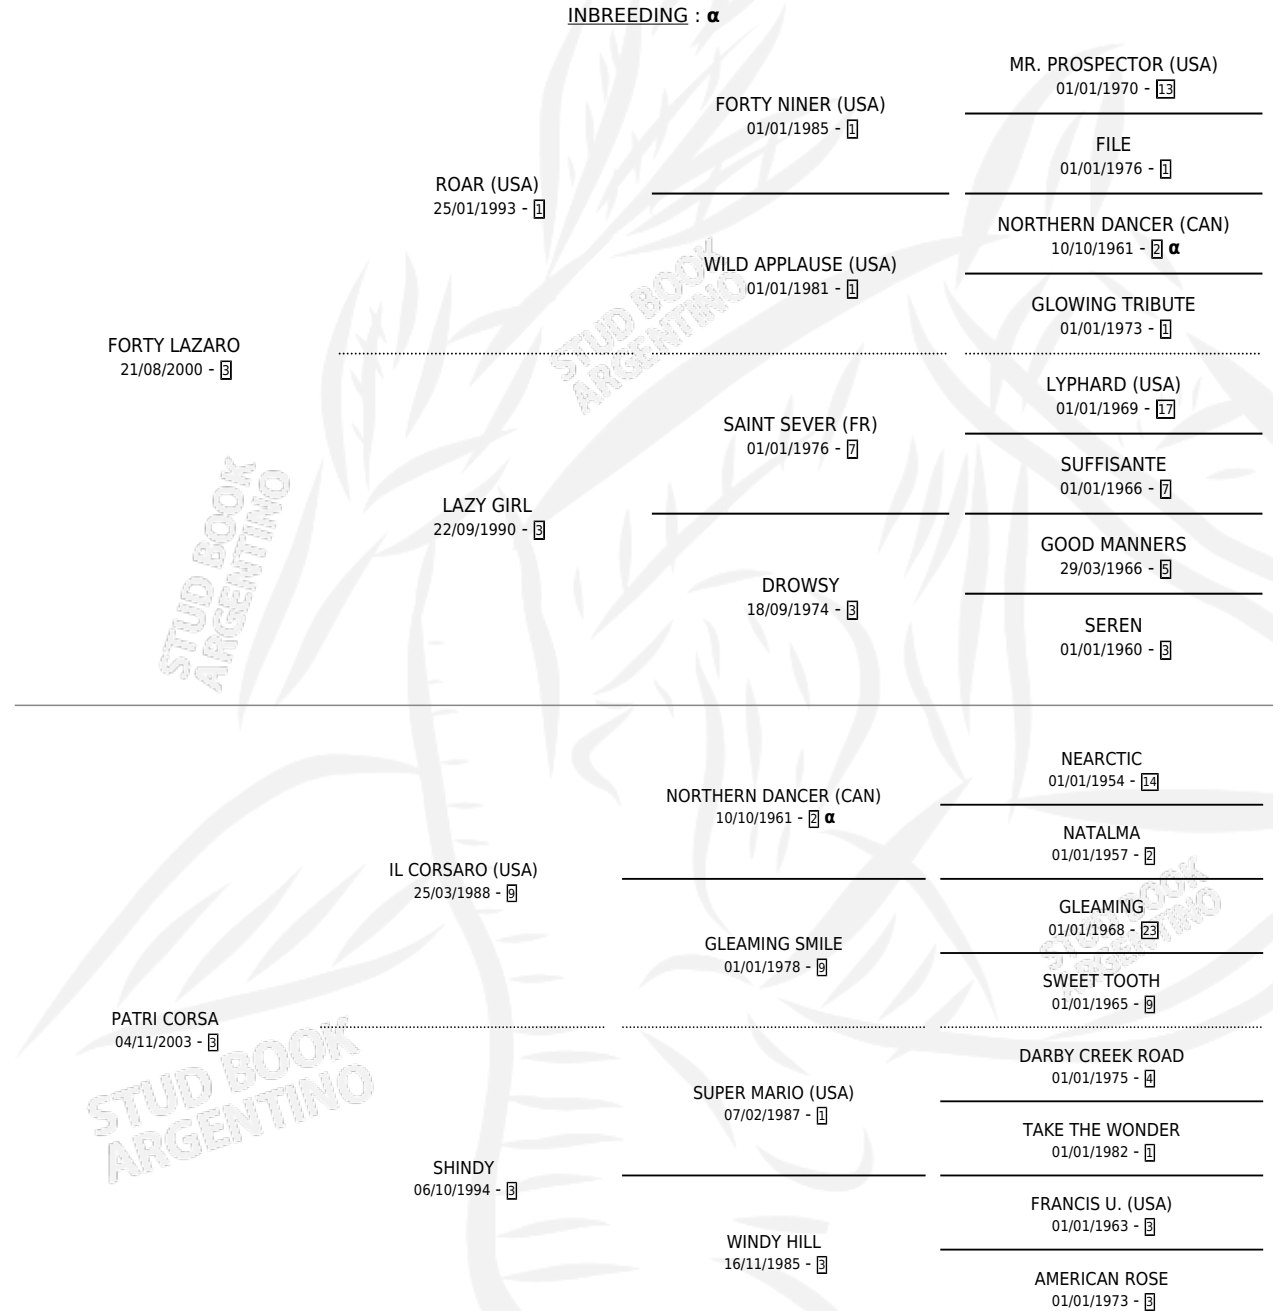 INBREEDING : α
MR. PROSPECTOR (USA)
01/01/1970 - 13
FORTY NINER (USA)
01/01/1985 - 1
FILE
01/01/1976 - 1
ROAR (USA)
25/01/1993 - 1
NORTHERN DANCER (CAN)
10/10/1961 - 2 α
WILD APPLAUSE (USA)
01/01/1981 - 1
GLOWING TRIBUTE
01/01/1973 - 1
FORTY LAZARO
21/08/2000 - 3
LYPHARD (USA)
01/01/1969 - 17
SAINT SEVER (FR)
01/01/1976 - 7
SUFFISANTE
01/01/1966 - 7
LAZY GIRL
22/09/1990 - 3
GOOD MANNERS
29/03/1966 - 5
DROWSY
18/09/1974 - 3
SEREN
01/01/1960 - 3
NEARCTIC
01/01/1954 - 14
NORTHERN DANCER (CAN)
10/10/1961 - 2 α
NATALMA
01/01/1957 - 2
IL CORSARO (USA)
25/03/1988 - 9
GLEAMING
01/01/1968 - 23
GLEAMING SMILE
01/01/1978 - 9
SWEET TOOTH
01/01/1965 - 9
PATRI CORSA
04/11/2003 - 3
DARBY CREEK ROAD
01/01/1975 - 4
SUPER MARIO (USA)
07/02/1987 - 1
TAKE THE WONDER
01/01/1982 - 1
SHINDY
06/10/1994 - 3
FRANCIS U. (USA)
01/01/1963 - 3
WINDY HILL
16/11/1985 - 3
AMERICAN ROSE
01/01/1973 - 3
STUD BOOK
ARGENTINO
STUD BOOK
ARGENTINO
STUD BOOK
ARGENTINO
STUD BOOK
ARGENTINO